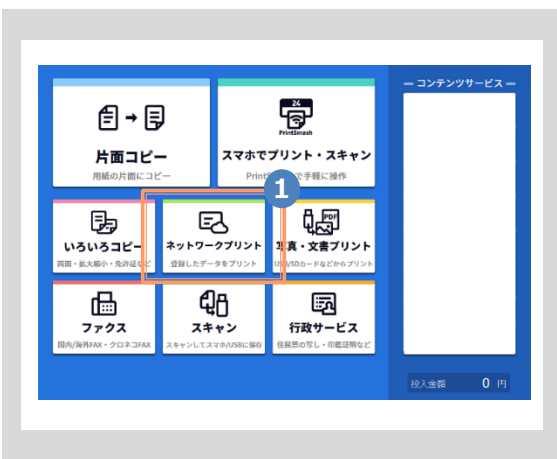 — コンテンツサービス —
片面コピー
用紙の片面にコピー
24
PrintSmash
スマホでプリント・スキャン
Print
で手軽に操作
1
いろいろコピー
両面・拡大縮小・免許証など
ネットワークプリント
登録したデータをプリント
PDF
写真・文書プリント
USB/SDカードなどからプリント
ファクス
国内/海外FAX・クロネコFAX
スキャン
スキャンしてスマホ/USBに保存
行政サービス
住民票の写し・印鑑証明など
投入金額 0 円